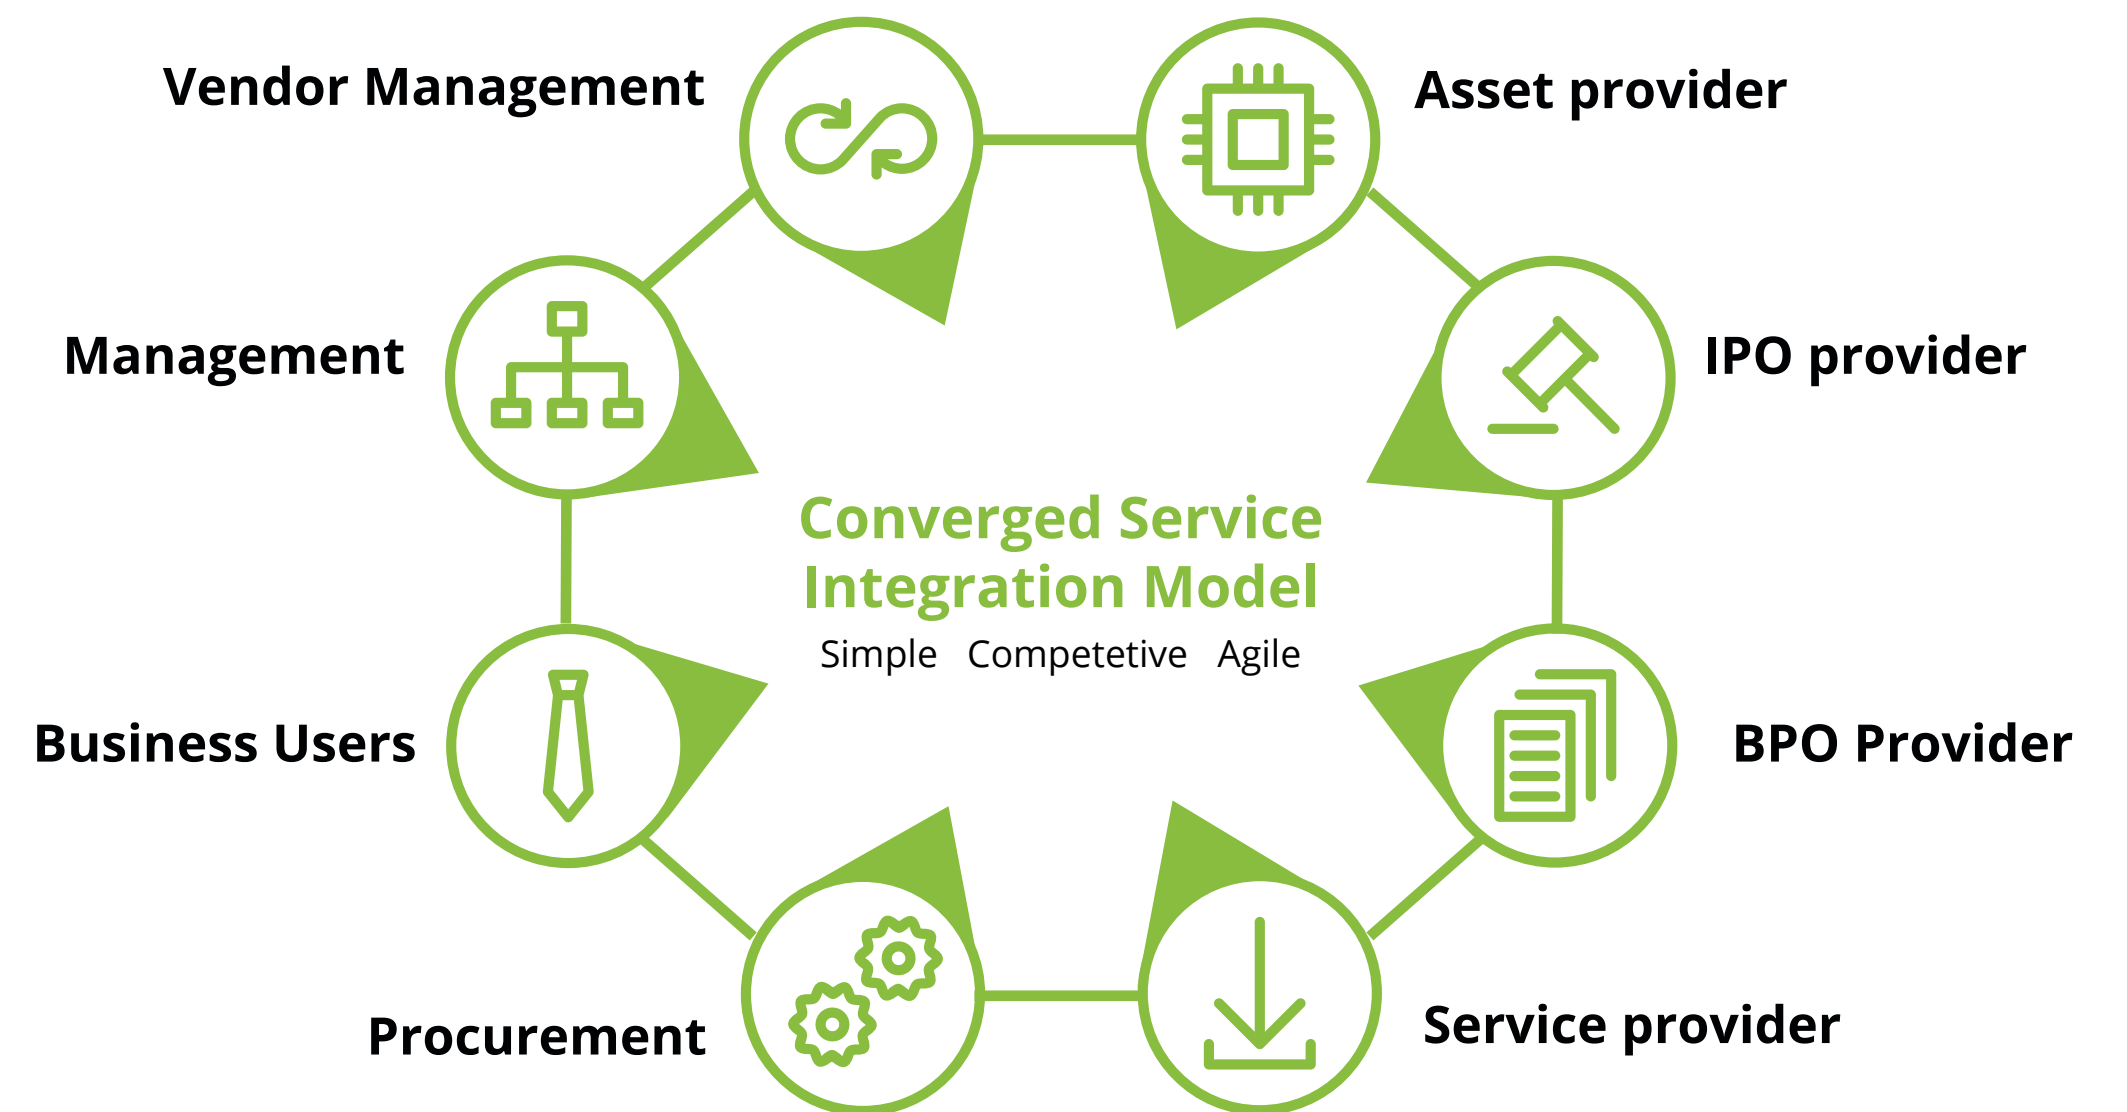 Vendor Management
Asset provider
Management
IPO provider
Converged Service
Integration Model
Simple Competetive Agile
Business Users
BPO Provider
Procurement
Service provider